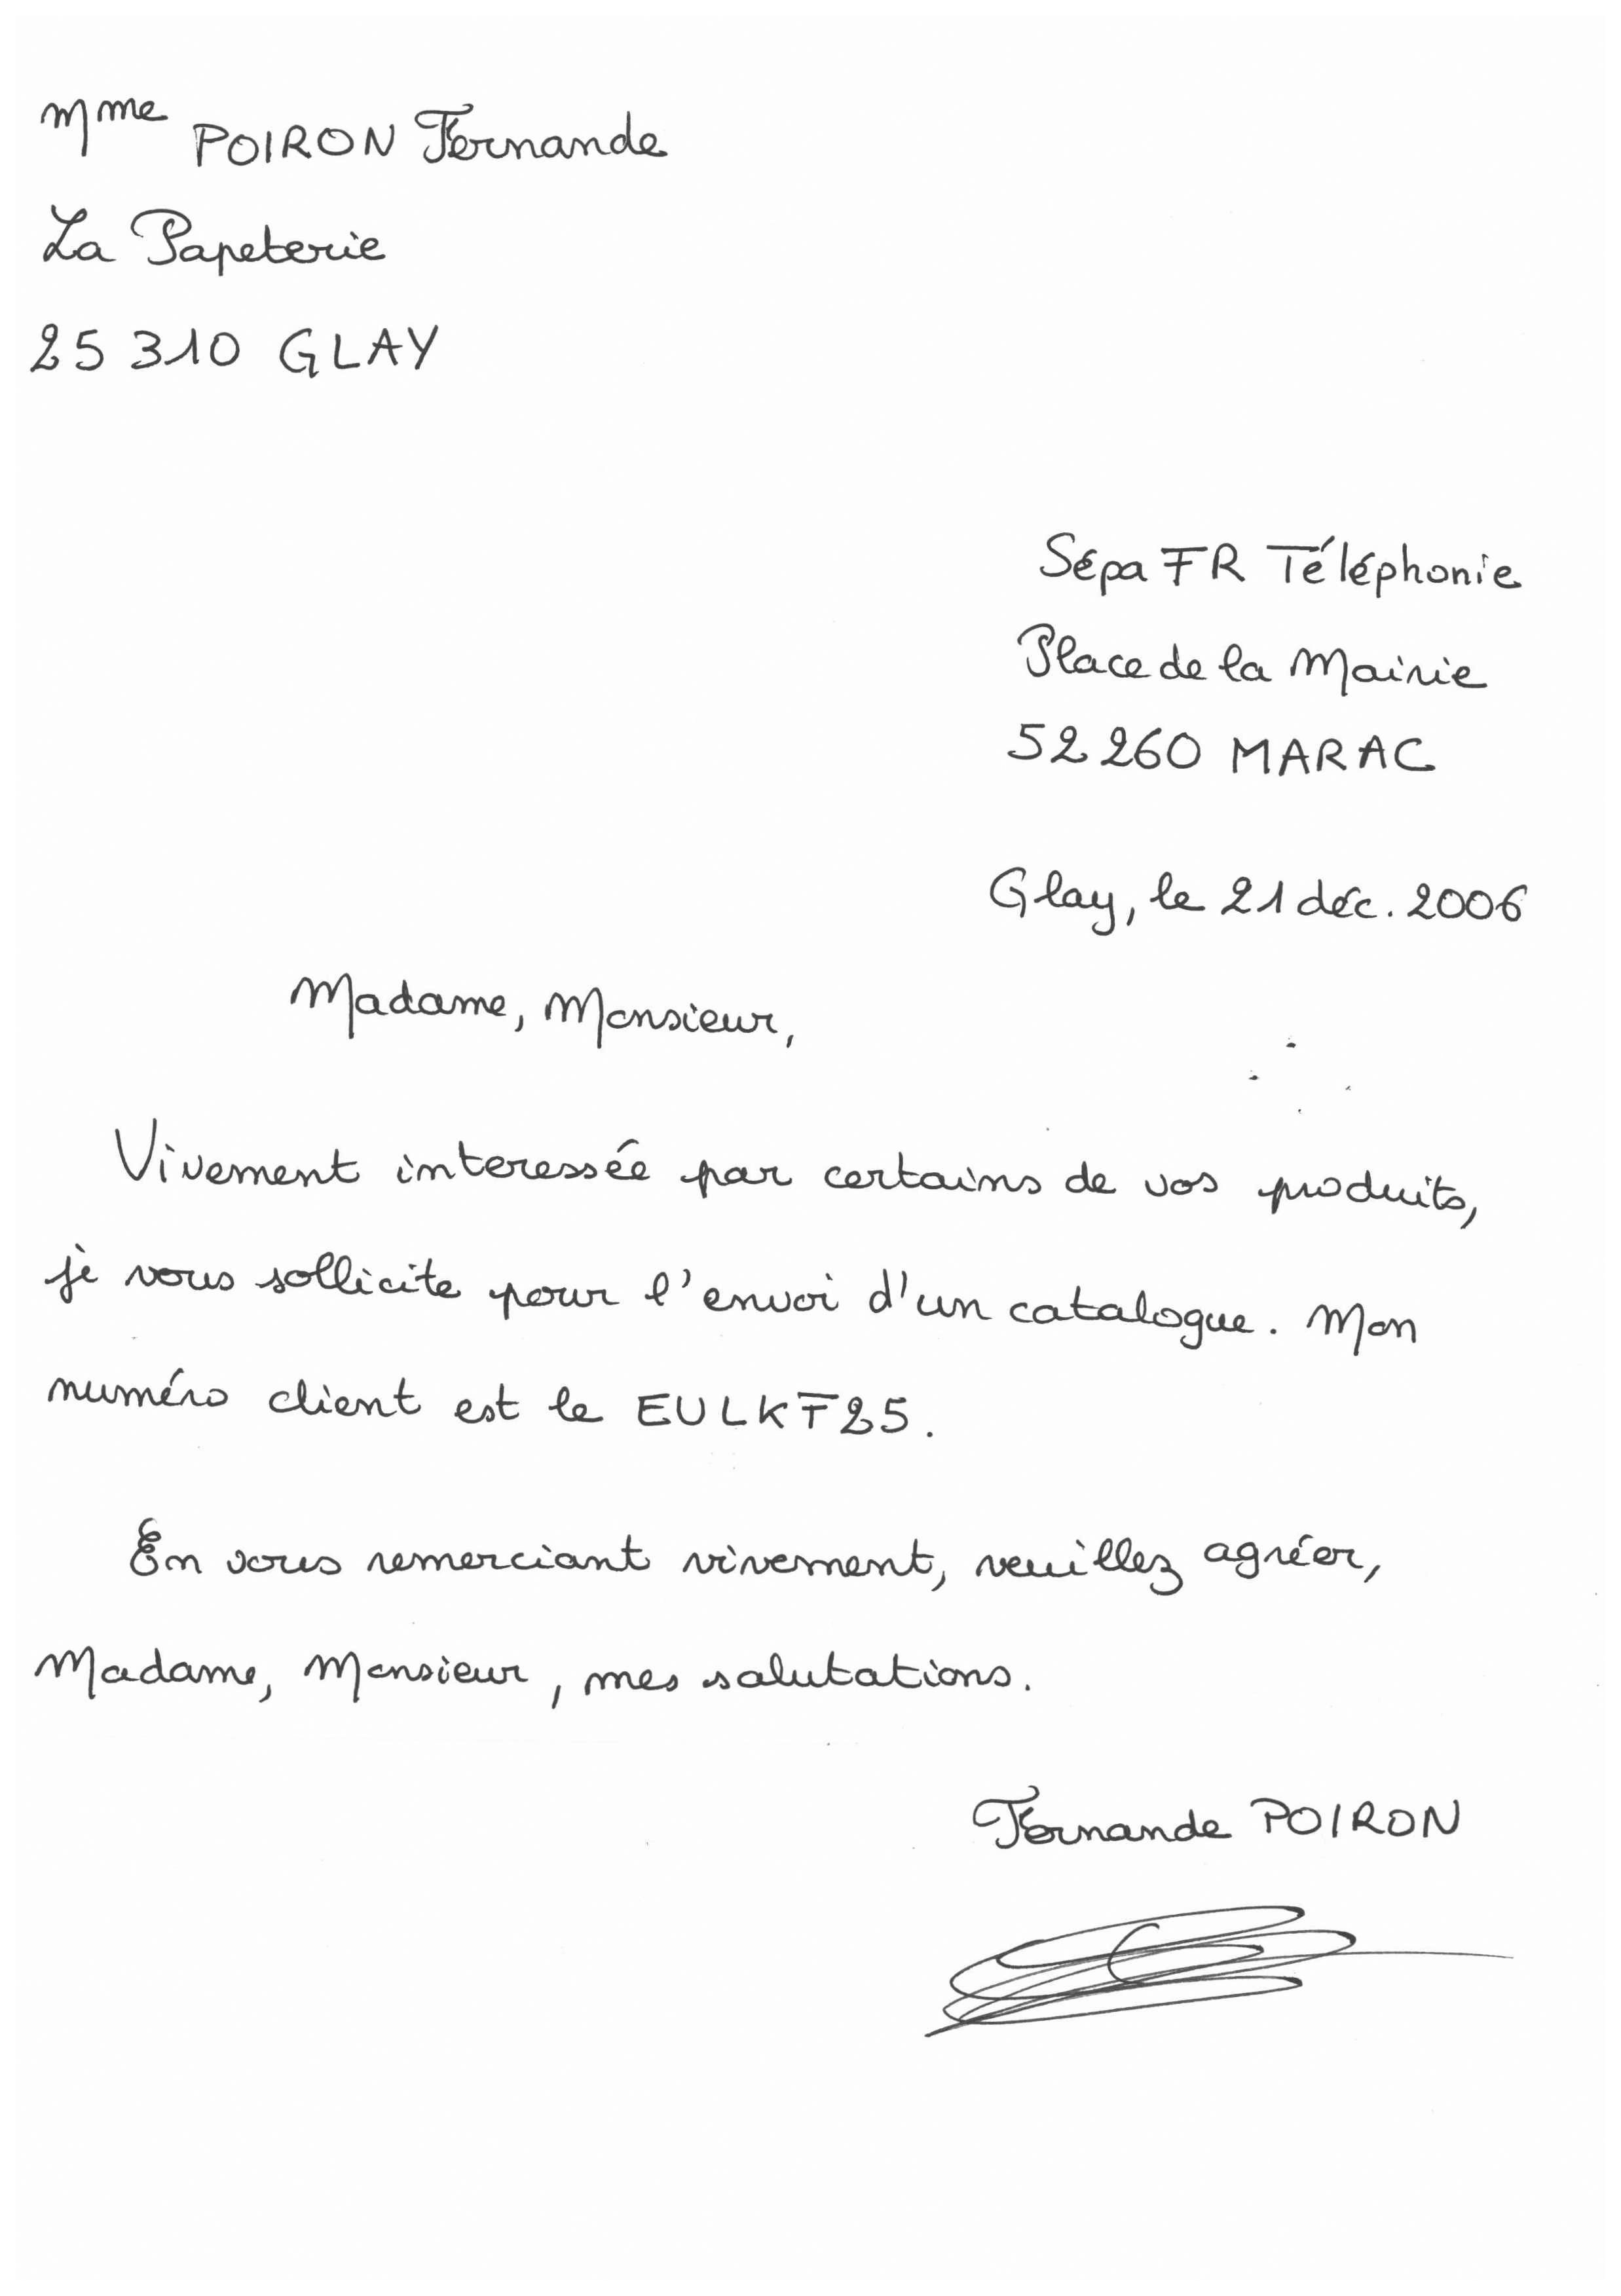 Mme POIRON Fernande
La Papeterie
25 310 GLAY
Sépa FR Téléphonie
Place de la Mairie
52 260 MARAC
Glay, le 21 déc. 2006
Madame, Monsieur,
Vivement interessée par certains de vos produits,
je vous sollicite pour l'envoi d'un catalogue. Mon
numéro client est le EULKF25.
En vous remerciant vivement, veuillez agréer,
Madame, Monsieur, mes salutations.
Fernande POIRON